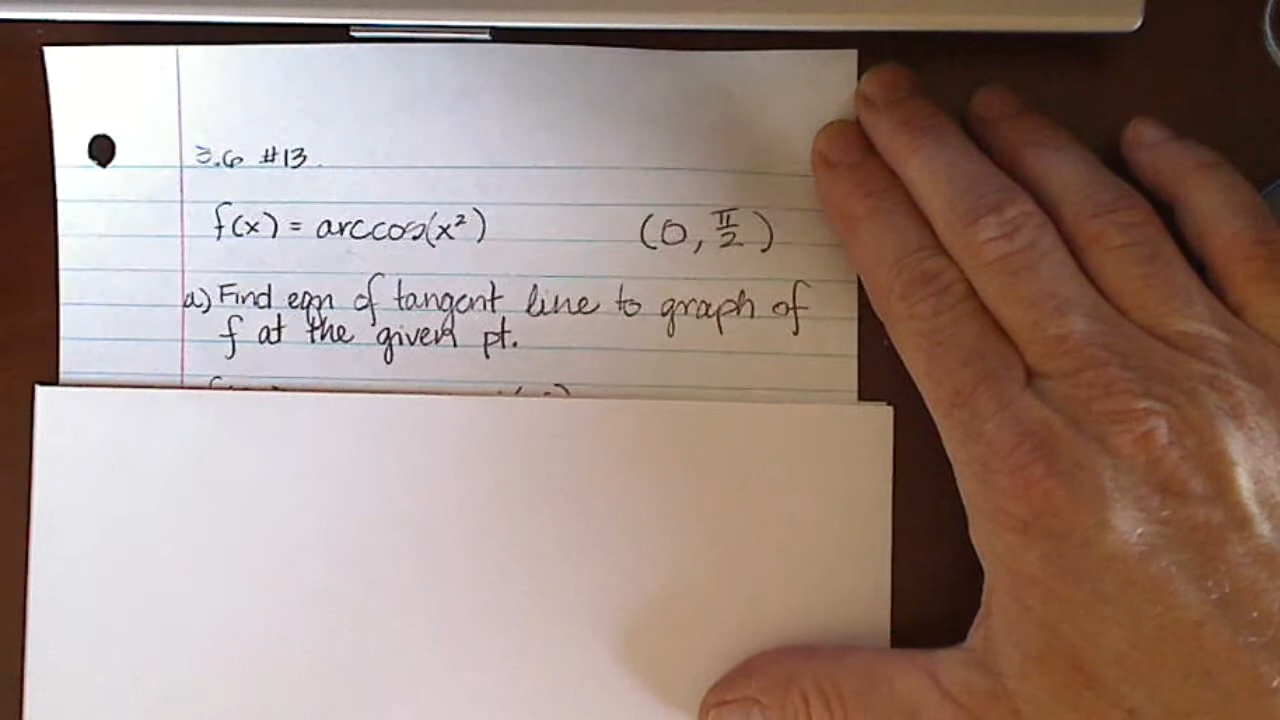 3.6 #13
f(x) = arccos(x²) (0, π/2)
a) Find eqn of tangent line to graph of
f at the given pt.